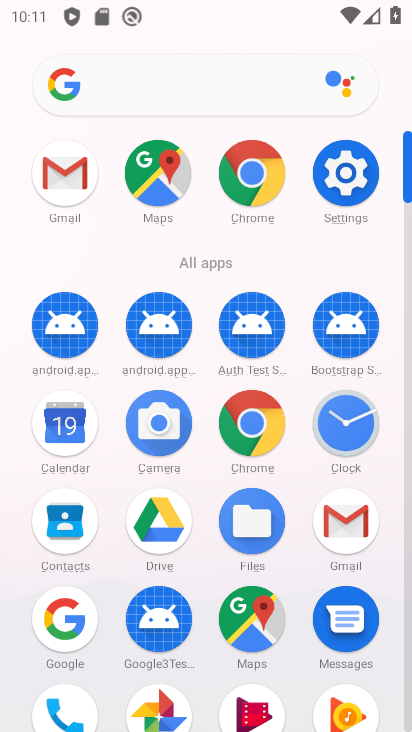 10:11
Gmail Maps Chrome Settings
All apps
android.ap... android.app... Auth Test S... Bootstrap S...
19
Calendar Camera Chrome Clock
Contacts Drive Files Gmail
Google Google3Tes... Maps Messages